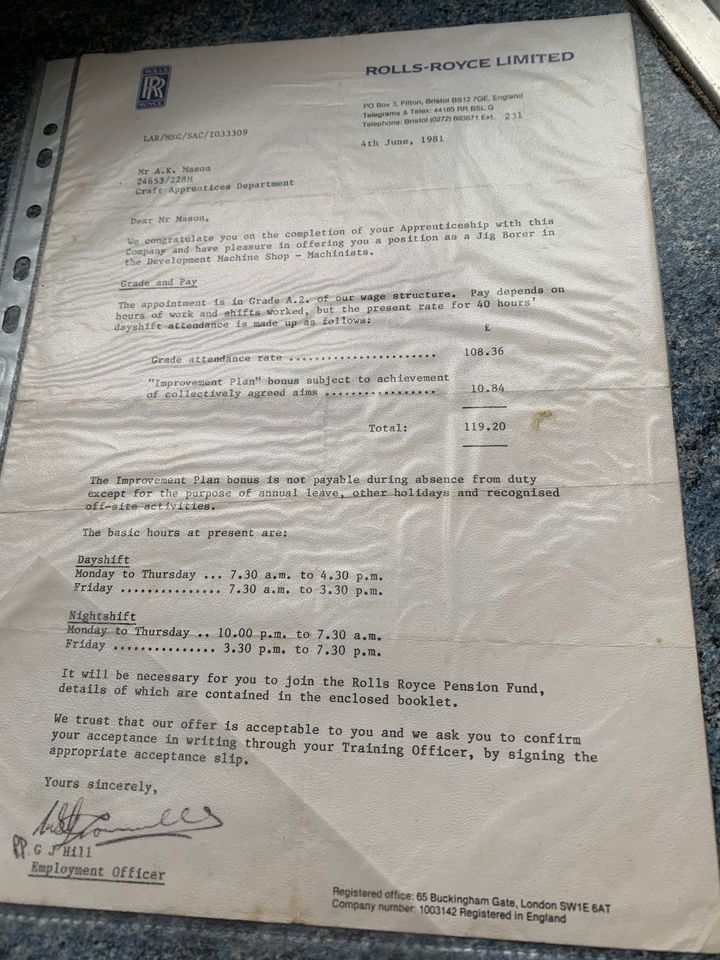 ROLLS
RR
ROYCE
ROLLS-ROYCE LIMITED
PO Box 3, Filton, Bristol BS12 7QE, England
Telegrams & Telex: 44185 RR BSL G
Telephone: Bristol (0272) 693871 Ext. 231
LAR/MSC/SAC/I033309
4th June, 1981
Mr A.K. Mason
24653/228M
Craft Apprentices Department
Dear Mr Mason,
We congratulate you on the completion of your Apprenticeship with this
Company and have pleasure in offering you a position as a Jig Borer in
the Development Machine Shop - Machinists.
Grade and Pay
The appointment is in Grade A.2. of our wage structure. Pay depends on
hours of work and shifts worked, but the present rate for 40 hours'
dayshift attendance is made up as follows:
£
Grade attendance rate ....................... 108.36
"Improvement Plan" bonus subject to achievement
of collectively agreed aims ................. 10.84
Total: 119.20
The Improvement Plan bonus is not payable during absence from duty
except for the purpose of annual leave, other holidays and recognised
off-site activities.
The basic hours at present are:
Dayshift
Monday to Thursday ... 7.30 a.m. to 4.30 p.m.
Friday ............... 7.30 a.m. to 3.30 p.m.
Nightshift
Monday to Thursday .. 10.00 p.m. to 7.30 a.m.
Friday ............... 3.30 p.m. to 7.30 p.m.
It will be necessary for you to join the Rolls Royce Pension Fund,
details of which are contained in the enclosed booklet.
We trust that our offer is acceptable to you and we ask you to confirm
your acceptance in writing through your Training Officer, by signing the
appropriate acceptance slip.
Yours sincerely,
PP. G J Hill
Employment Officer
Registered office: 65 Buckingham Gate, London SW1E 6AT
Company number: 1003142 Registered in England